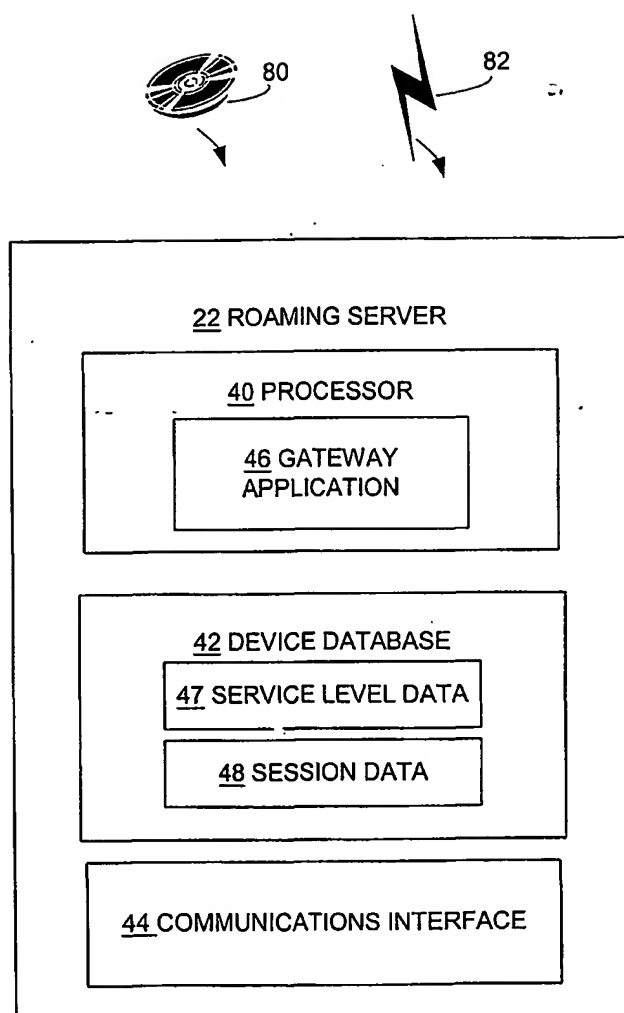 80
82
22 ROAMING SERVER
40 PROCESSOR
46 GATEWAY
APPLICATION
42 DEVICE DATABASE
47 SERVICE LEVEL DATA
48 SESSION DATA
44 COMMUNICATIONS INTERFACE